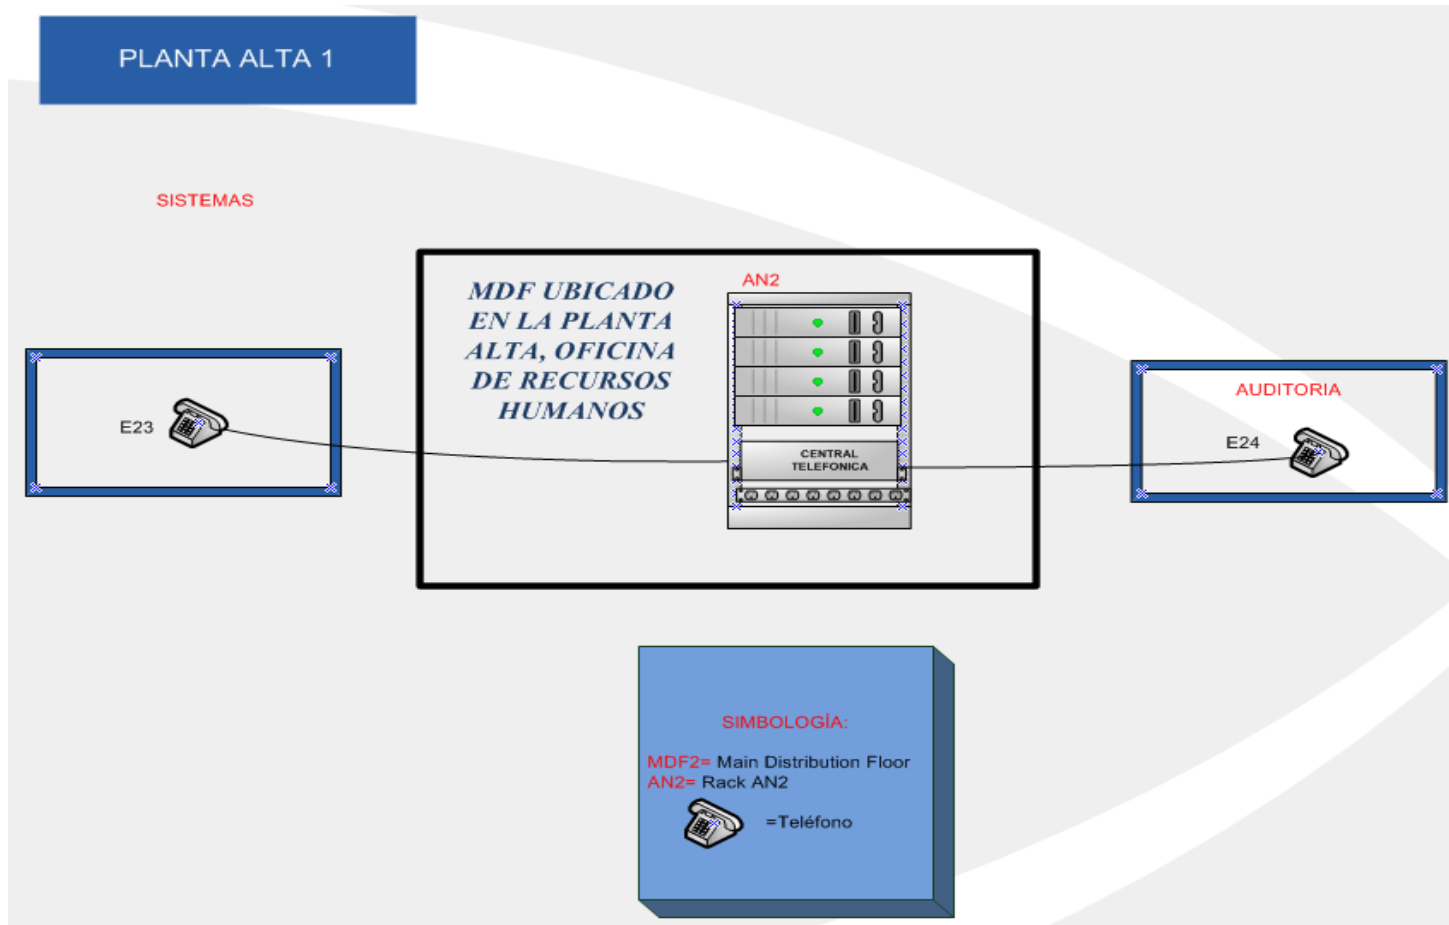 PLANTA ALTA 1
SISTEMAS
MDF UBICADO
EN LA PLANTA
ALTA, OFICINA
DE RECURSOS
HUMANOS
AN2
CENTRAL
TELEFONICA
E23
AUDITORIA
E24
SIMBOLOGÍA:
MDF2= Main Distribution Floor
AN2= Rack AN2
=Teléfono